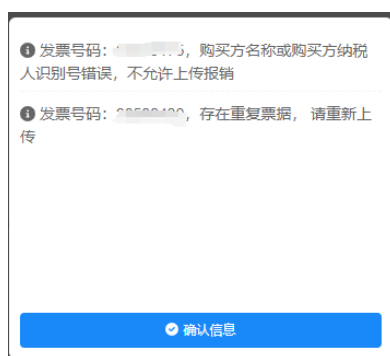 发票号码：，购买方名称或购买方纳税
人识别号错误，不允许上传报销
发票号码：，存在重复票据， 请重新上
传
确认信息